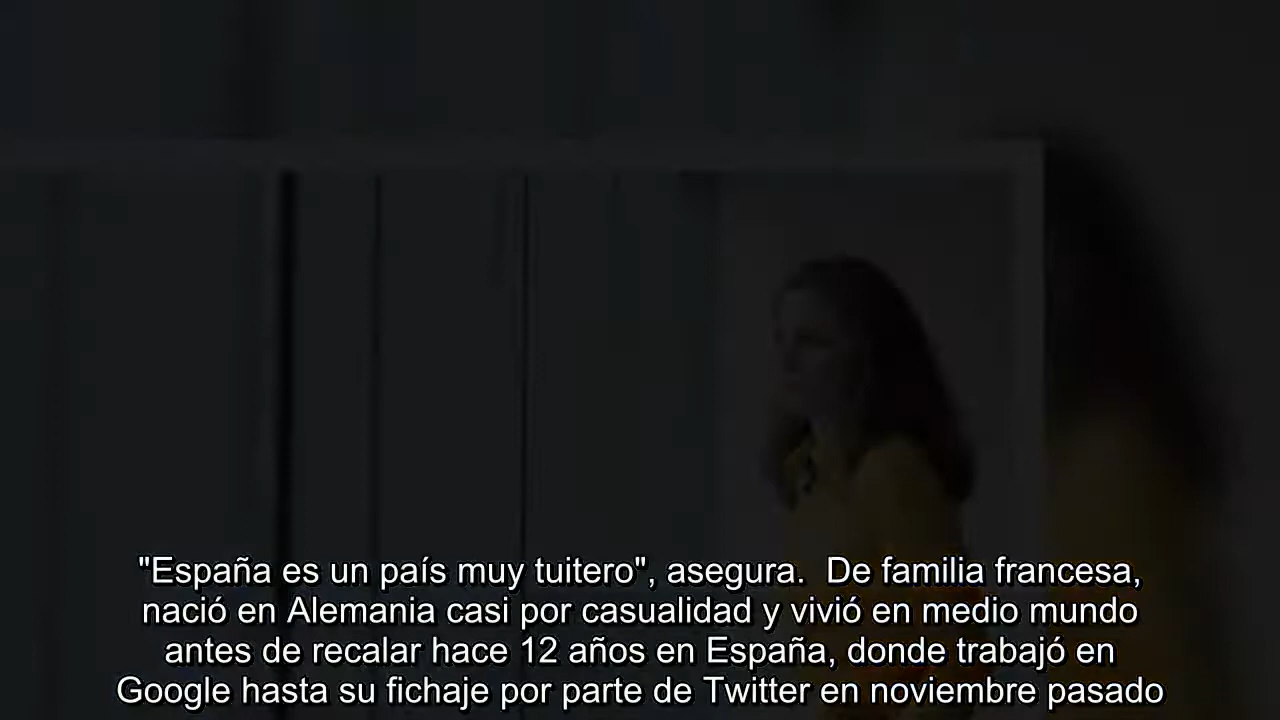 "España es un país muy tuitero", asegura.  De familia francesa,
nació en Alemania casi por casualidad y vivió en medio mundo
antes de recalar hace 12 años en España, donde trabajó en
Google hasta su fichaje por parte de Twitter en noviembre pasado